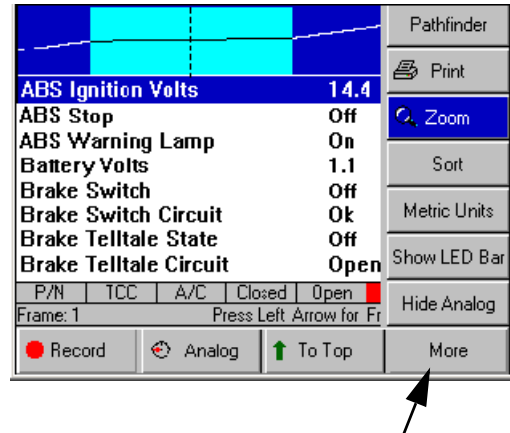 Pathfinder
Print
Zoom
Sort
Metric Units
Show LED Bar
Hide Analog
ABS Ignition Volts 14.4
ABS Stop Off
ABS Warning Lamp On
Battery Volts 1.1
Brake Switch Off
Brake Switch Circuit Ok
Brake Telltale State Off
Brake Telltale Circuit Open
P/N TCC A/C Closed Open
Frame: 1 Press Left Arrow for Fr
Record Analog To Top More